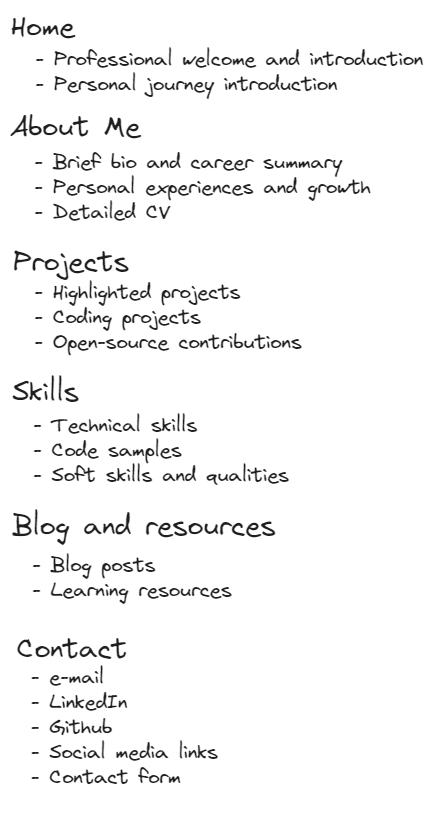 Home
- Professional welcome and introduction
- Personal journey introduction
About Me
- Brief bio and career summary
- Personal experiences and growth
- Detailed CV
Projects
- Highlighted projects
- Coding projects
- Open-source contributions
Skills
- Technical skills
- Code samples
- Soft skills and qualities
Blog and resources
- Blog posts
- Learning resources
Contact
- e-mail
- LinkedIn
- Github
- Social media links
- Contact form